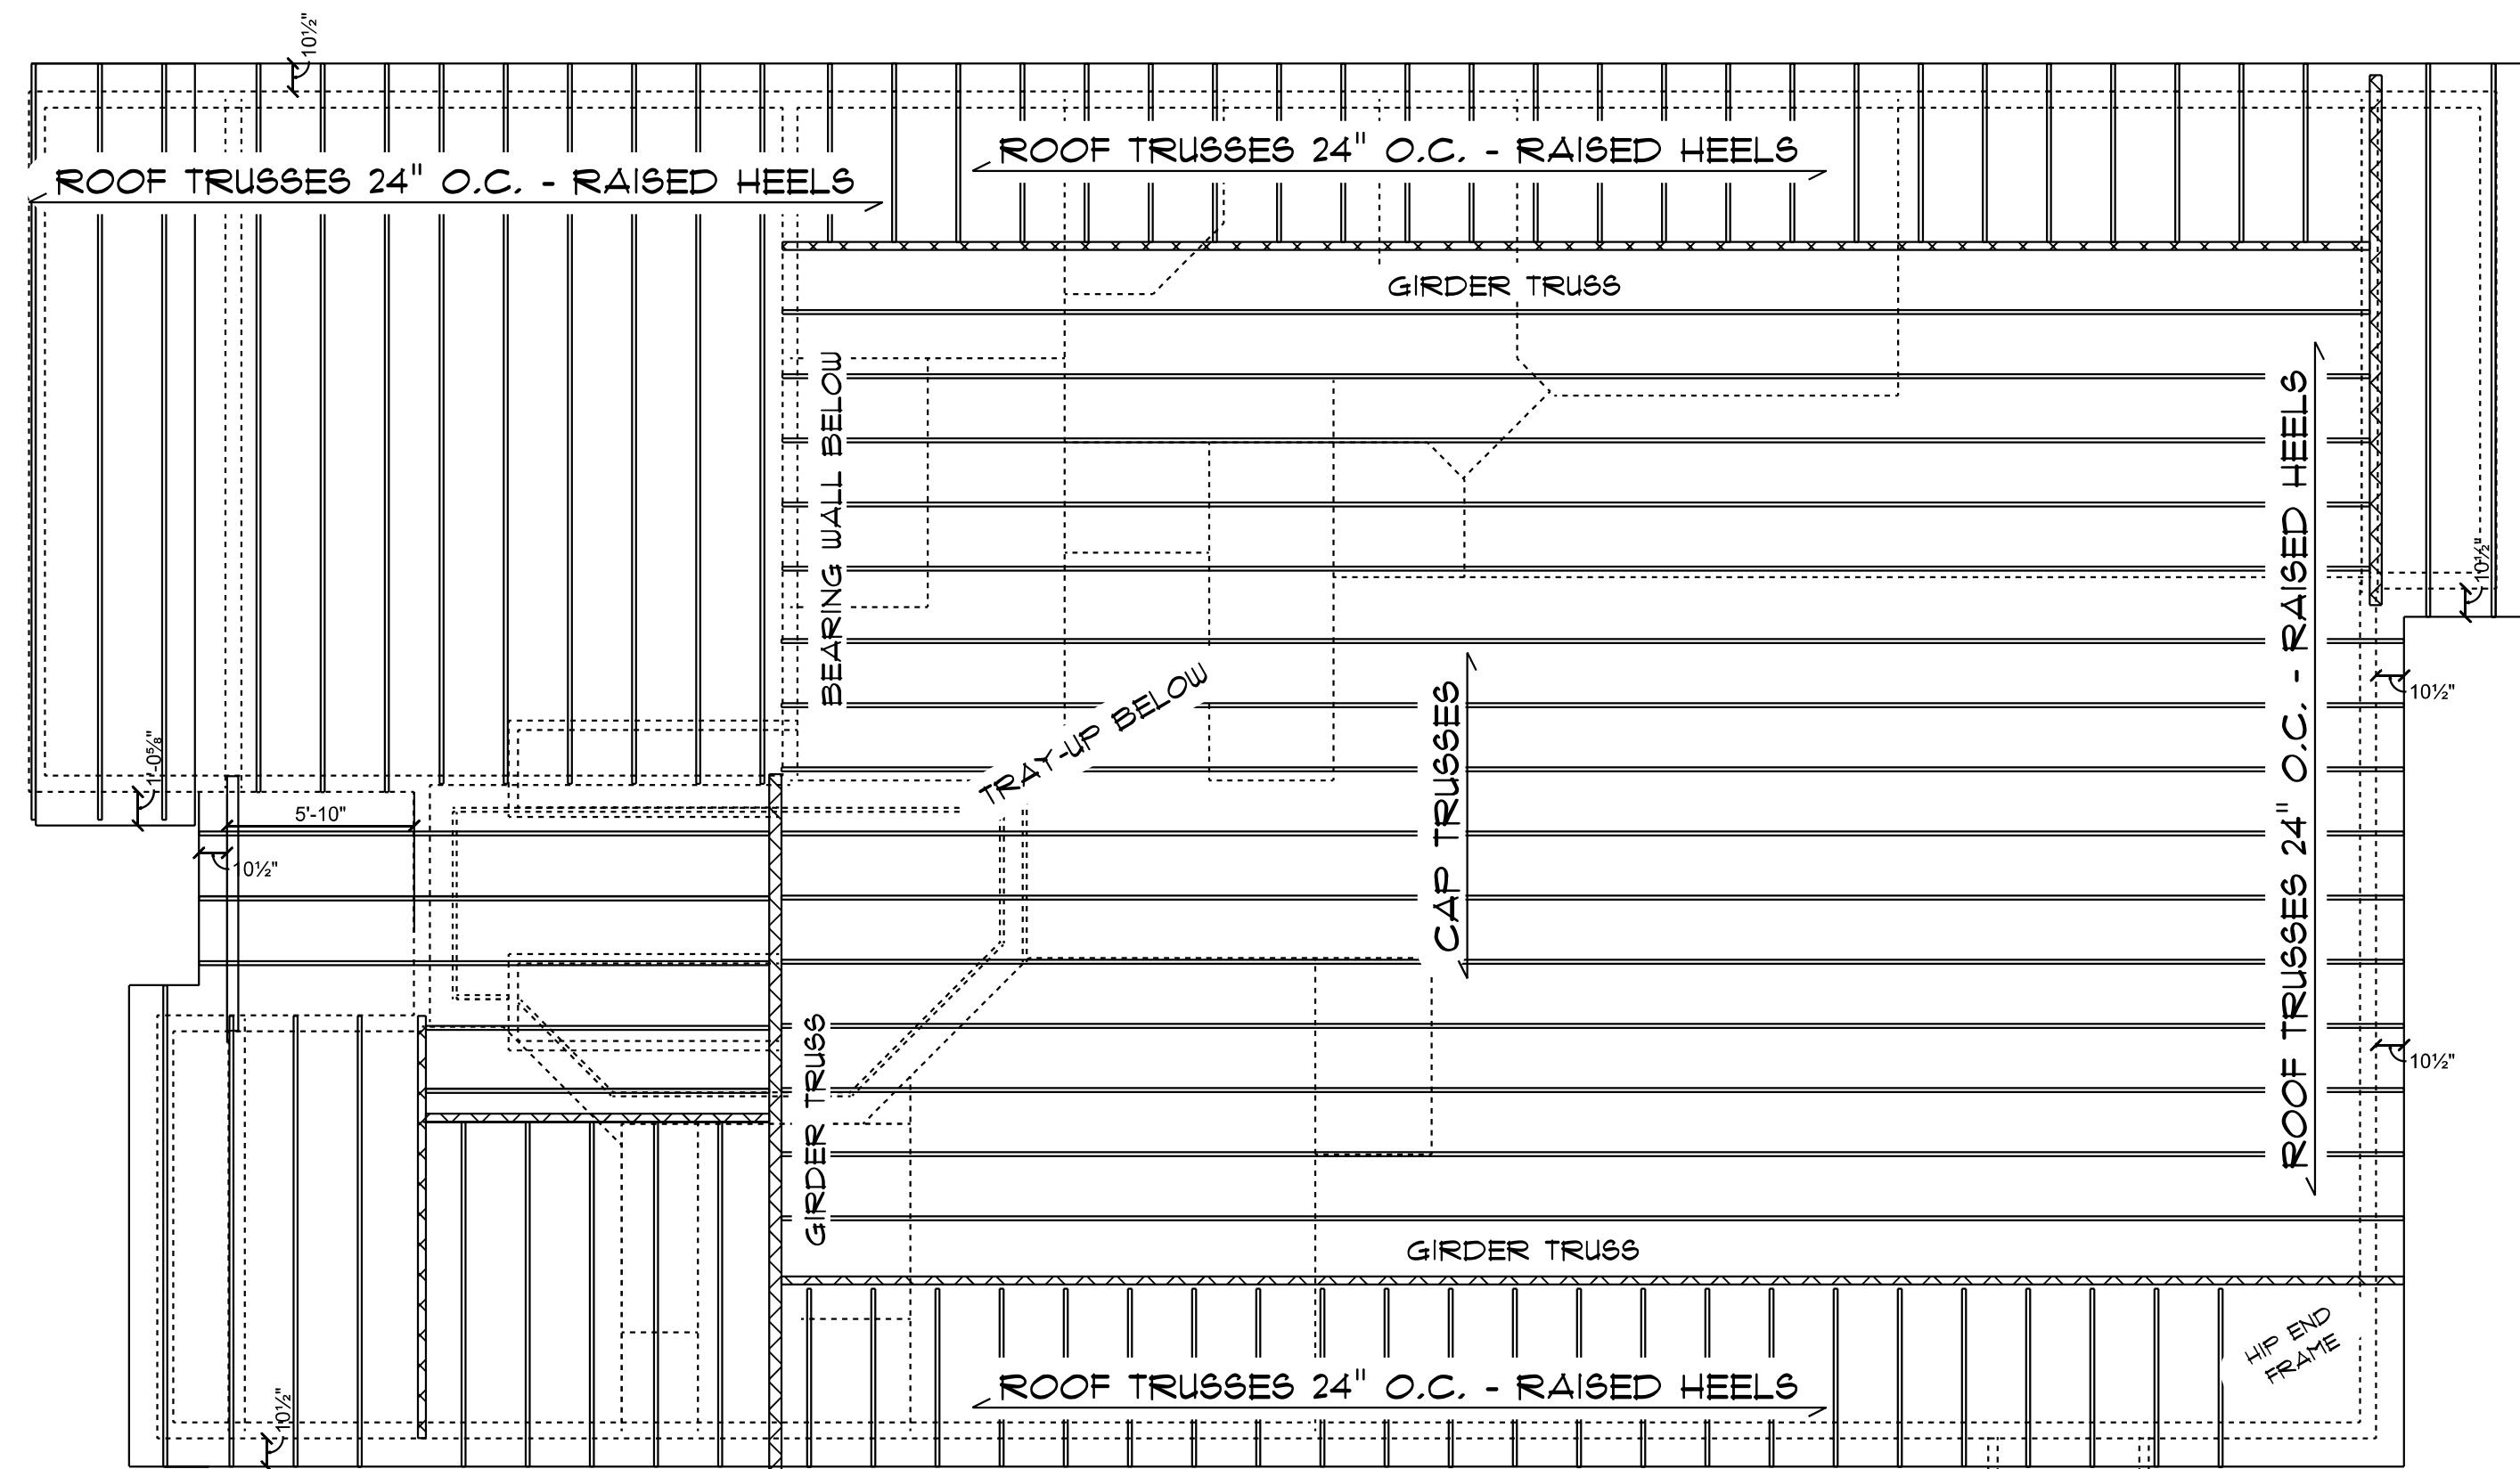 10½"
ROOF TRUSSES 24" O.C. - RAISED HEELS
ROOF TRUSSES 24" O.C. - RAISED HEELS
GIRDER TRUSS
BEARING WALL BELOW
ROOF TRUSSES 24" O.C. - RAISED HEELS
10½"
10½"
TRAY-UP BELOW
CAP TRUSSES
1'-0⅝"
5'-10"
10½"
10½"
GIRDER TRUSS
GIRDER TRUSS
HIP END
FRAME
ROOF TRUSSES 24" O.C. - RAISED HEELS
10½"